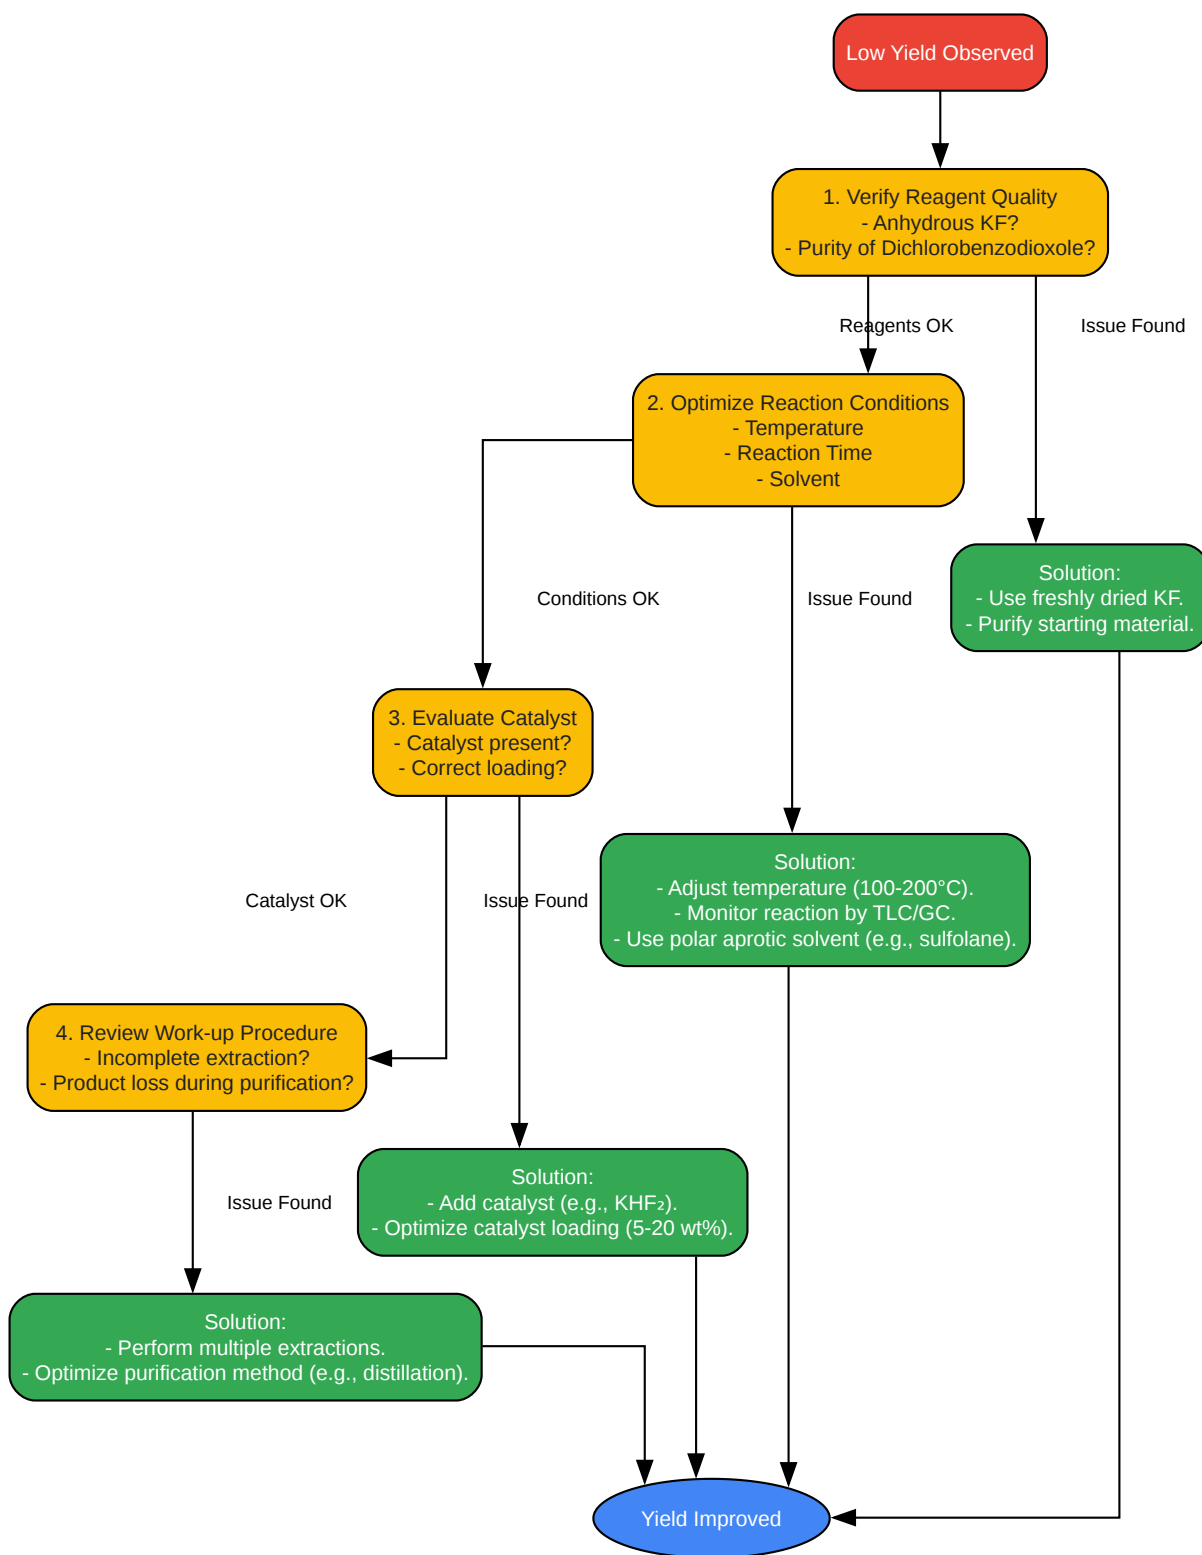 Low Yield Observed
1. Verify Reagent Quality
- Anhydrous KF?
- Purity of Dichlorobenzodioxole?
Reagents OK
Issue Found
2. Optimize Reaction Conditions
- Temperature
- Reaction Time
- Solvent
Solution:
- Use freshly dried KF.
- Purify starting material.
Conditions OK
Issue Found
3. Evaluate Catalyst
- Catalyst present?
- Correct loading?
Solution:
- Adjust temperature (100-200°C).
- Monitor reaction by TLC/GC.
- Use polar aprotic solvent (e.g., sulfolane).
Catalyst OK
Issue Found
4. Review Work-up Procedure
- Incomplete extraction?
- Product loss during purification?
Solution:
- Add catalyst (e.g., KHF₂).
- Optimize catalyst loading (5-20 wt%).
Issue Found
Solution:
- Perform multiple extractions.
- Optimize purification method (e.g., distillation).
Yield Improved